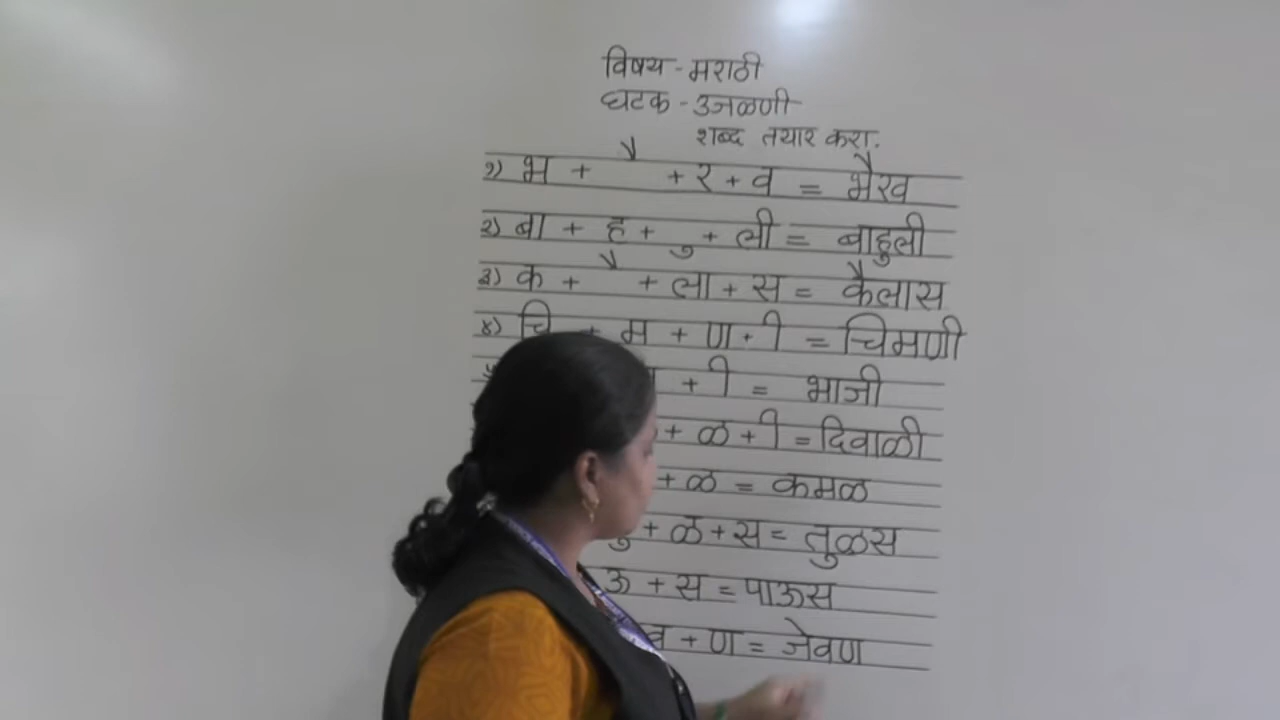 विषय - मराठी
घटक - उजळणी
शब्द तयार करा.
१) भ + ै + र + व = भैरव
२) बा + ह + ु + ली = बाहुली
३) क + ै + ला + स = कैलास
४) चि + म + ण + ी = चिमणी
+ ी = भाजी
+ ळ + ी = दिवाळी
+ ळ = कमळ
+ ळ + स = तुळस
ऊ + स = पाऊस
व + ण = जेवण